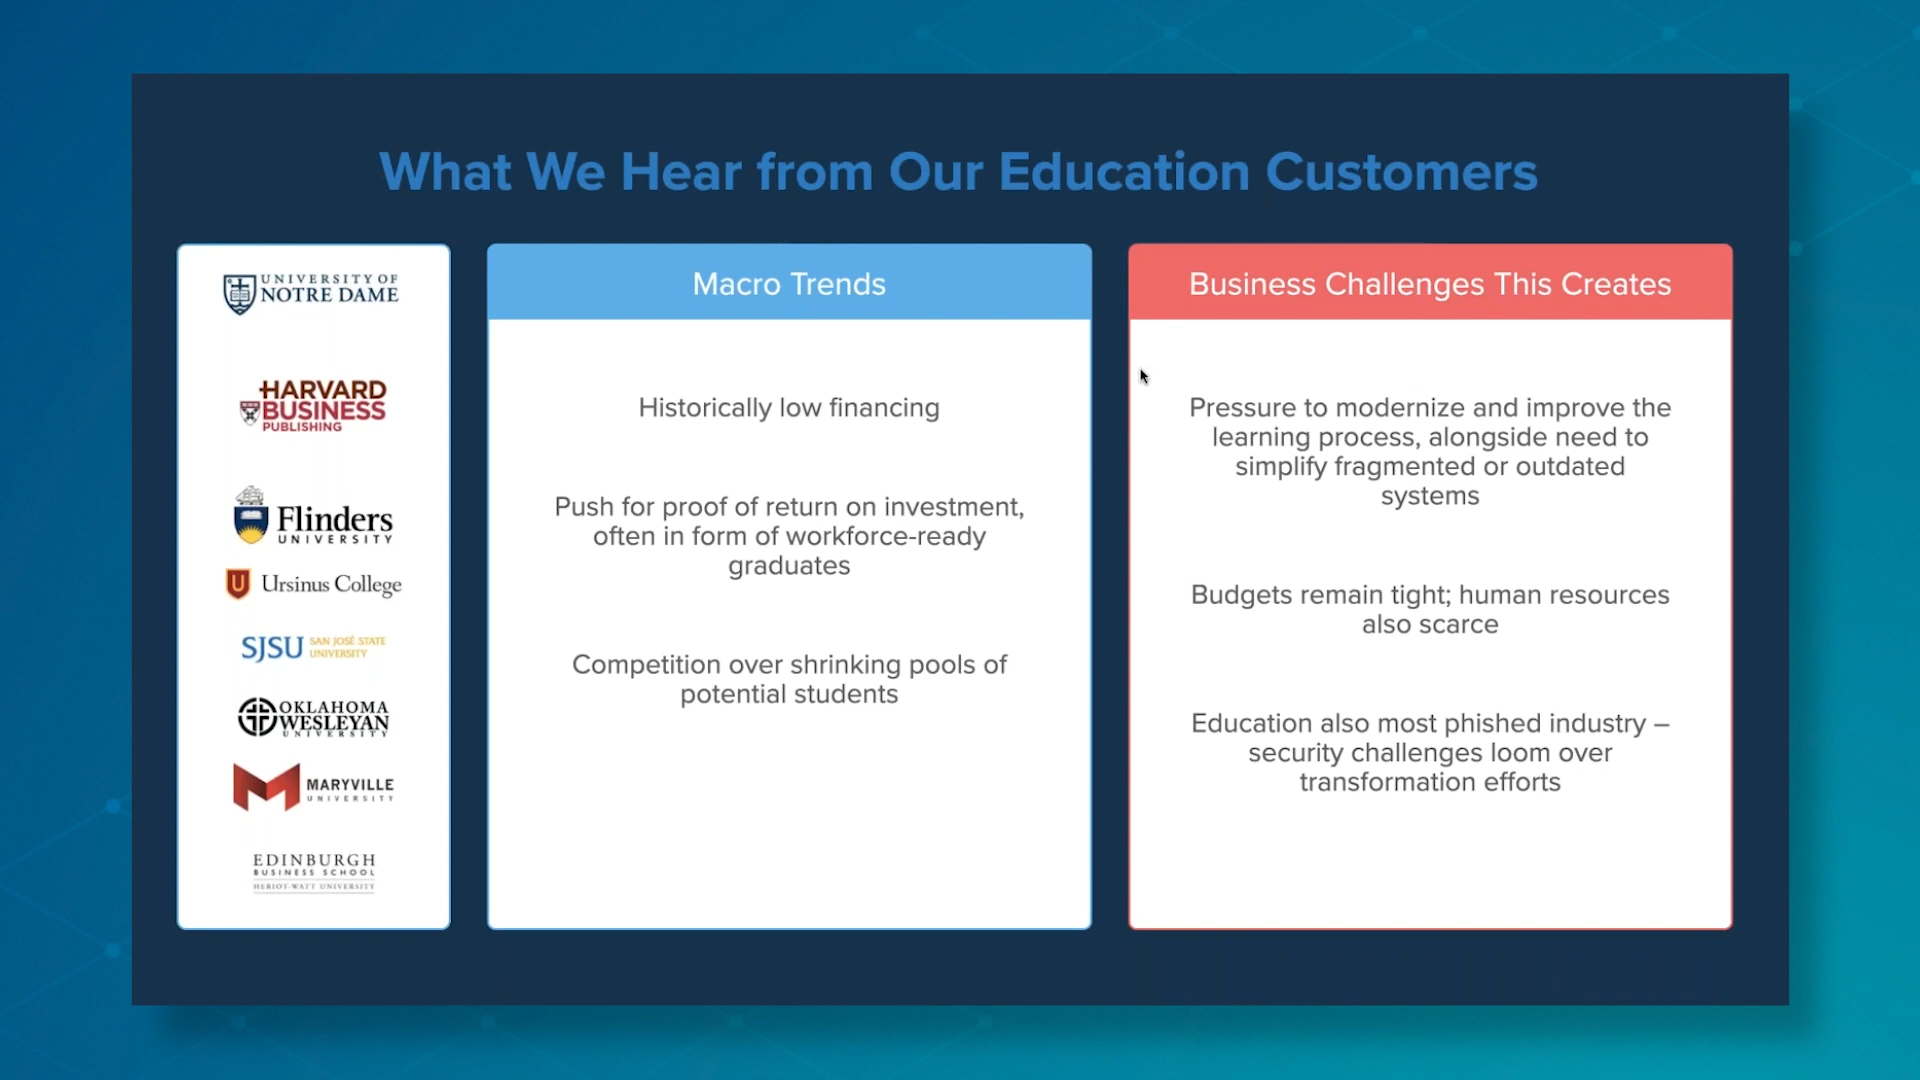 What We Hear from Our Education Customers
UNIVERSITY OF
NOTRE DAME
HARVARD
BUSINESS
PUBLISHING
Flinders
UNIVERSITY
U
Ursinus College
SJSU
SAN JOSÉ STATE
UNIVERSITY
OKLAHOMA
WESLEYAN
UNIVERSITY
MARYVILLE
UNIVERSITY
EDINBURGH
BUSINESS SCHOOL
HERIOT-WATT UNIVERSITY
Macro Trends
Historically low financing
Push for proof of return on investment,
often in form of workforce-ready
graduates
Competition over shrinking pools of
potential students
Business Challenges This Creates
Pressure to modernize and improve the
learning process, alongside need to
simplify fragmented or outdated
systems
Budgets remain tight; human resources
also scarce
Education also most phished industry –
security challenges loom over
transformation efforts